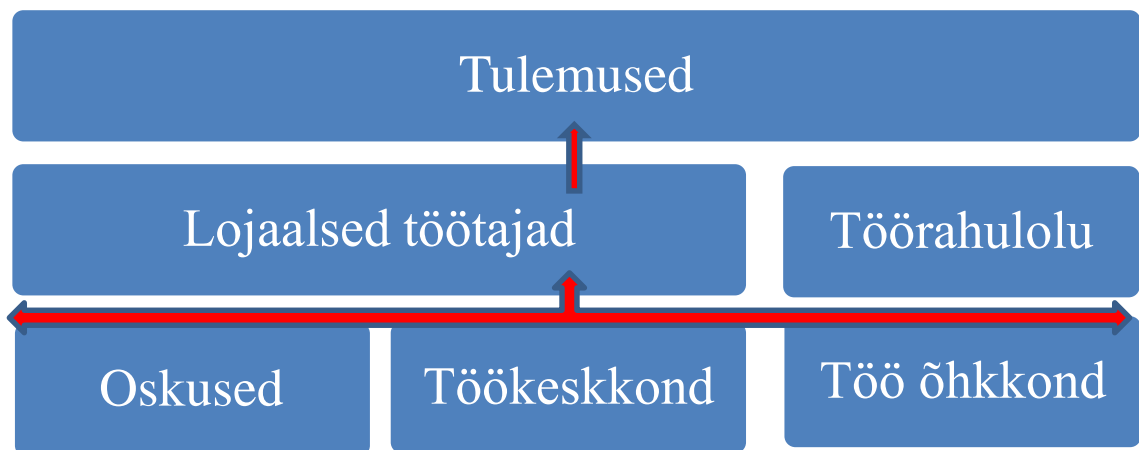 Tulemused
Lojaalsed töötajad
Töörahulolu
Oskused
Töökeskkond
Töö õhkkond